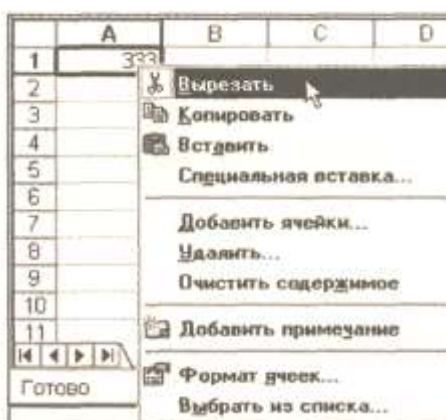 A B C D
1 333
2 Вырезать
3 Копировать
4 Вставить
5 Специальная вставка...
6
7 Добавить ячейки...
8 Удалить...
9 Очистить содержимое
10
11 Добавить примечание
Формат ячеек...
Готово
Выбрать из списка...